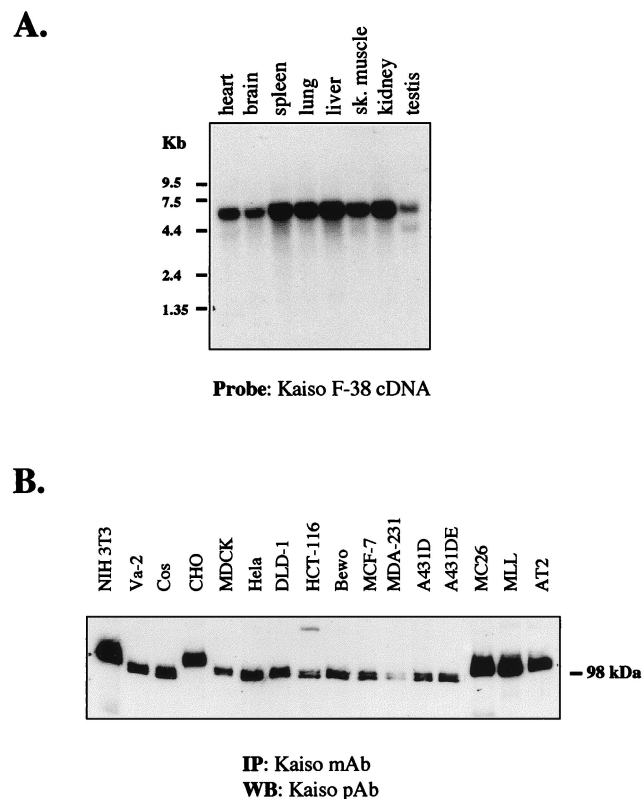 A.
heart brain spleen lung liver sk. muscle kidney testis
Kb
9.5
7.5
4.4
2.4
1.35
Probe: Kaiso F-38 cDNA
B.
NIH 3T3 Va-2 Cos CHO MDCK Hela DLD-1 HCT-116 Bewo MCF-7 MDA-231 A431D A431DE MC26 MLL AT2
98 kDa
IP: Kaiso mAb
WB: Kaiso pAb